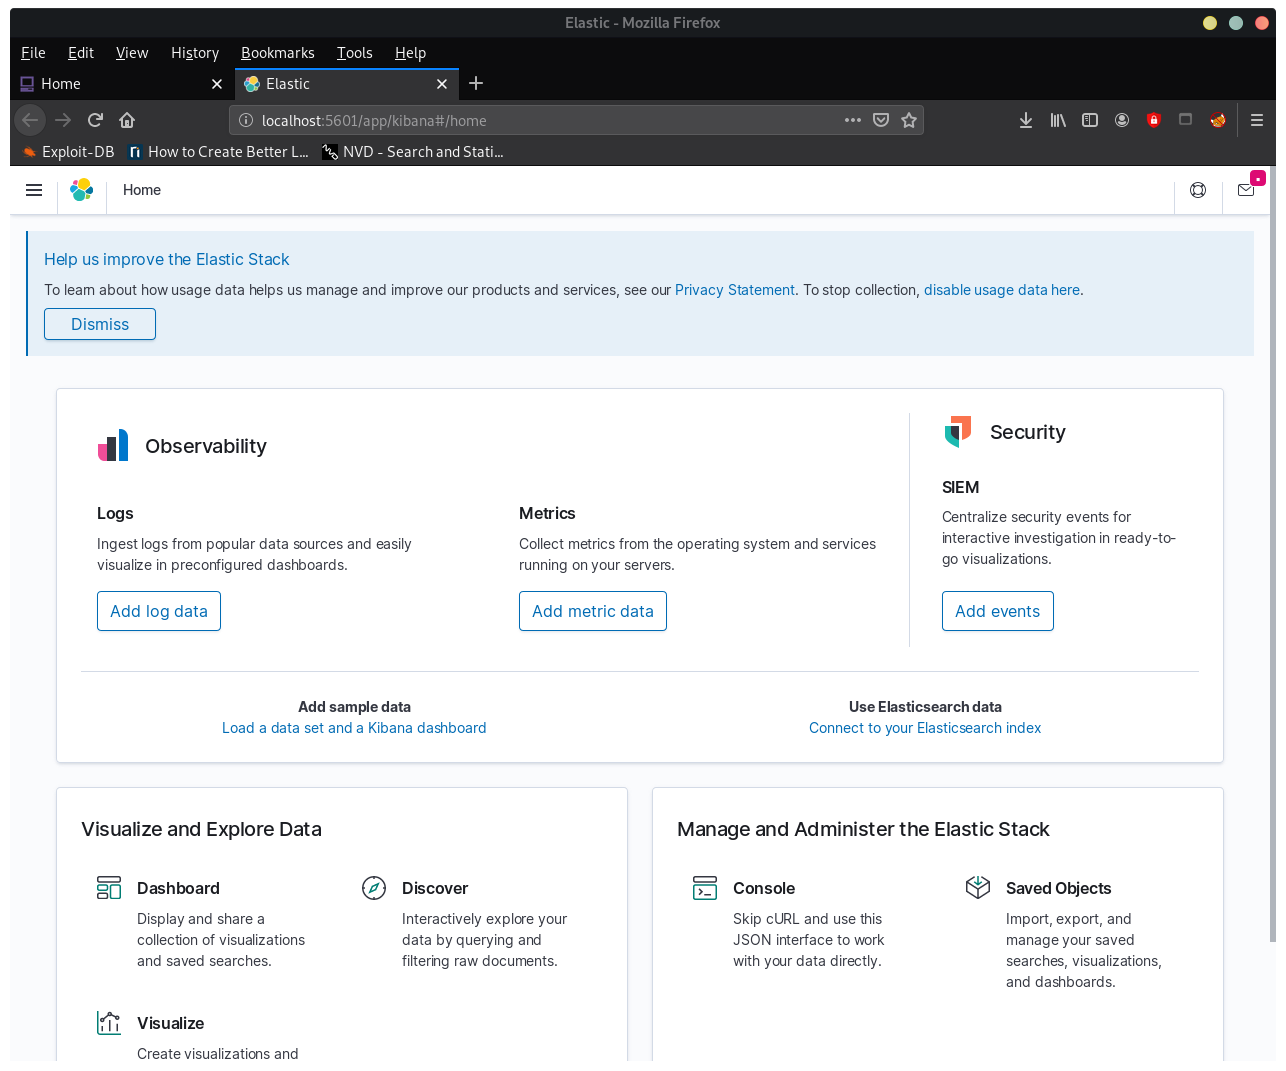 Elastic - Mozilla Firefox
File Edit View History Bookmarks Tools Help
Home Elastic
localhost:5601/app/kibana#/home
Exploit-DB How to Create Better L... NVD - Search and Stati...
Home
Help us improve the Elastic Stack
To learn about how usage data helps us manage and improve our products and services, see our Privacy Statement. To stop collection, disable usage data here.
Dismiss
Observability
Logs
Ingest logs from popular data sources and easily
visualize in preconfigured dashboards.
Add log data
Metrics
Collect metrics from the operating system and services
running on your servers.
Add metric data
Security
SIEM
Centralize security events for
interactive investigation in ready-to-
go visualizations.
Add events
Add sample data
Load a data set and a Kibana dashboard
Use Elasticsearch data
Connect to your Elasticsearch index
Visualize and Explore Data
Dashboard
Display and share a
collection of visualizations
and saved searches.
Discover
Interactively explore your
data by querying and
filtering raw documents.
Visualize
Create visualizations and
Manage and Administer the Elastic Stack
Console
Skip cURL and use this
JSON interface to work
with your data directly.
Saved Objects
Import, export, and
manage your saved
searches, visualizations,
and dashboards.